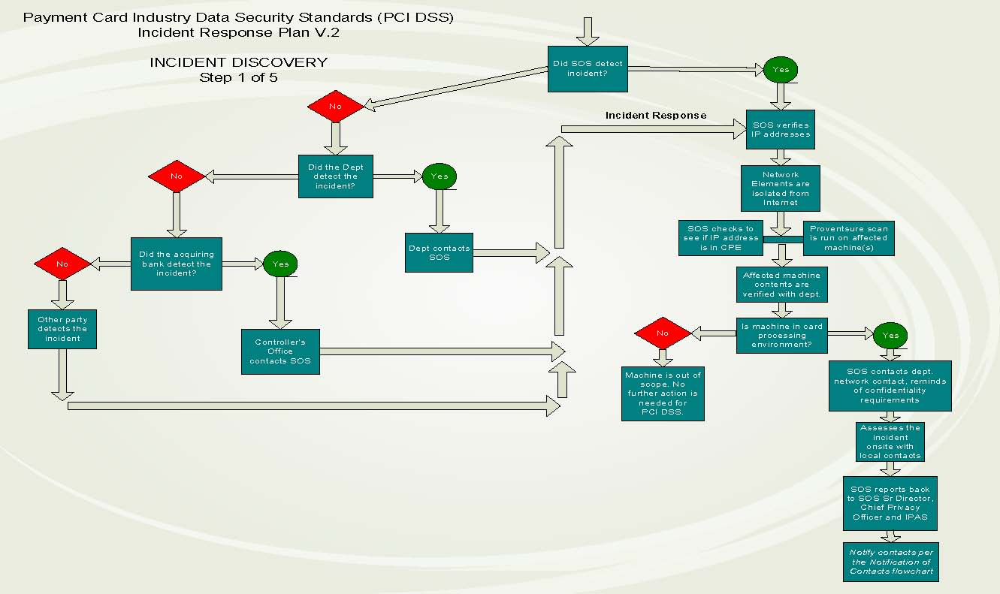 Payment Card Industry Data Security Standards (PCI DSS)
Incident Response Plan V.2
INCIDENT DISCOVERY
Step 1 of 5
Did SOS detect
incident?
Yes
No
Incident Response
SOS verifies
IP addresses
Did the Dept
detect the
incident?
No
Yes
Network
Elements are
isolated from
Internet
SOS checks to
see if IP address
is in CPE
Proventsure scan
is run on affected
machine(s)
Dept contacts
SOS
Did the acquiring
bank detect the
incident?
No
Yes
Affected machine
contents are
verified with dept.
Other party
detects the
incident
Controller's
Office
contacts SOS
Is machine in card
processing
environment?
No
Yes
Machine is out of
scope. No
further action is
needed for
PCI DSS.
SOS contacts dept.
network contact, reminds
of confidentiality
requirements
Assesses the
incident
onsite with
local contacts
SOS reports back
to SOS Sr Director,
Chief Privacy
Officer and IPAS
Notify contacts per
the Notification of
Contacts flowchart